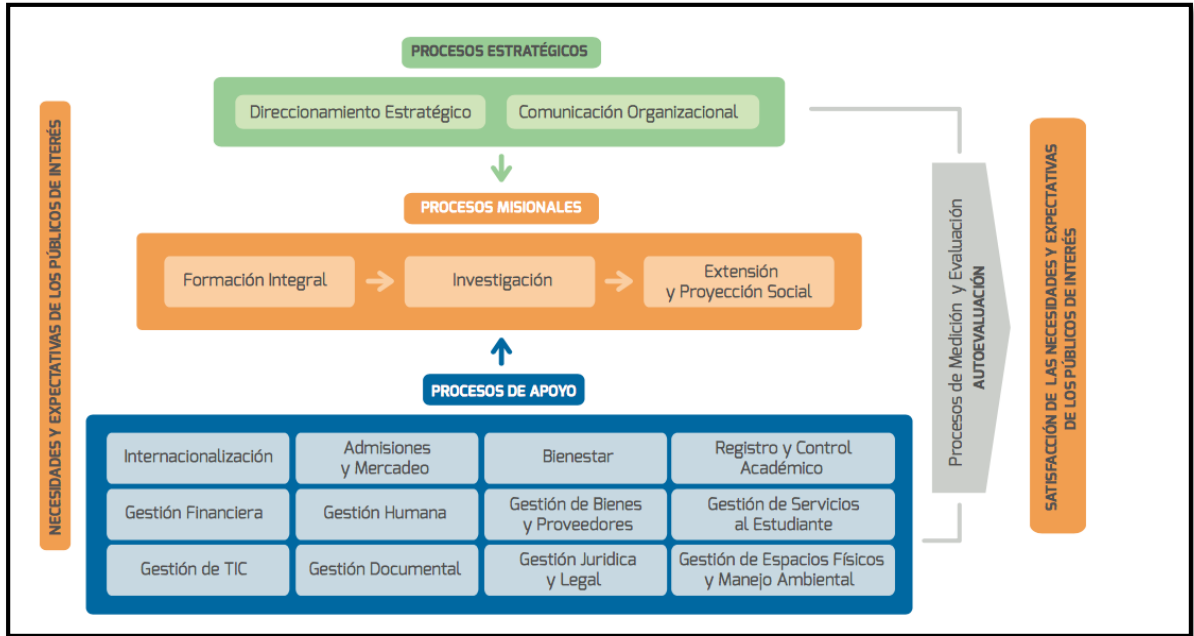 PROCESOS ESTRATÉGICOS
Direccionamiento Estratégico
Comunicación Organizacional
NECESIDADES Y EXPECTATIVAS DE LOS PÚBLICOS DE INTERÉS
PROCESOS MISIONALES
Formación Integral
Investigación
Extensión
y Proyección Social
PROCESOS DE APOYO
Internacionalización
Admisiones
y Mercadeo
Bienestar
Registro y Control
Académico
Gestión Financiera
Gestión Humana
Gestión de Bienes
y Proveedores
Gestión de Servicios
al Estudiante
Gestión de TIC
Gestión Documental
Gestión Juridica
y Legal
Gestión de Espacios Físicos
y Manejo Ambiental
Procesos de Medición y Evaluación
AUTOEVALUACIÓN
SATISFACCIÓN DE LAS NECESIDADES Y EXPECTATIVAS
DE LOS PÚBLICOS DE INTERÉS